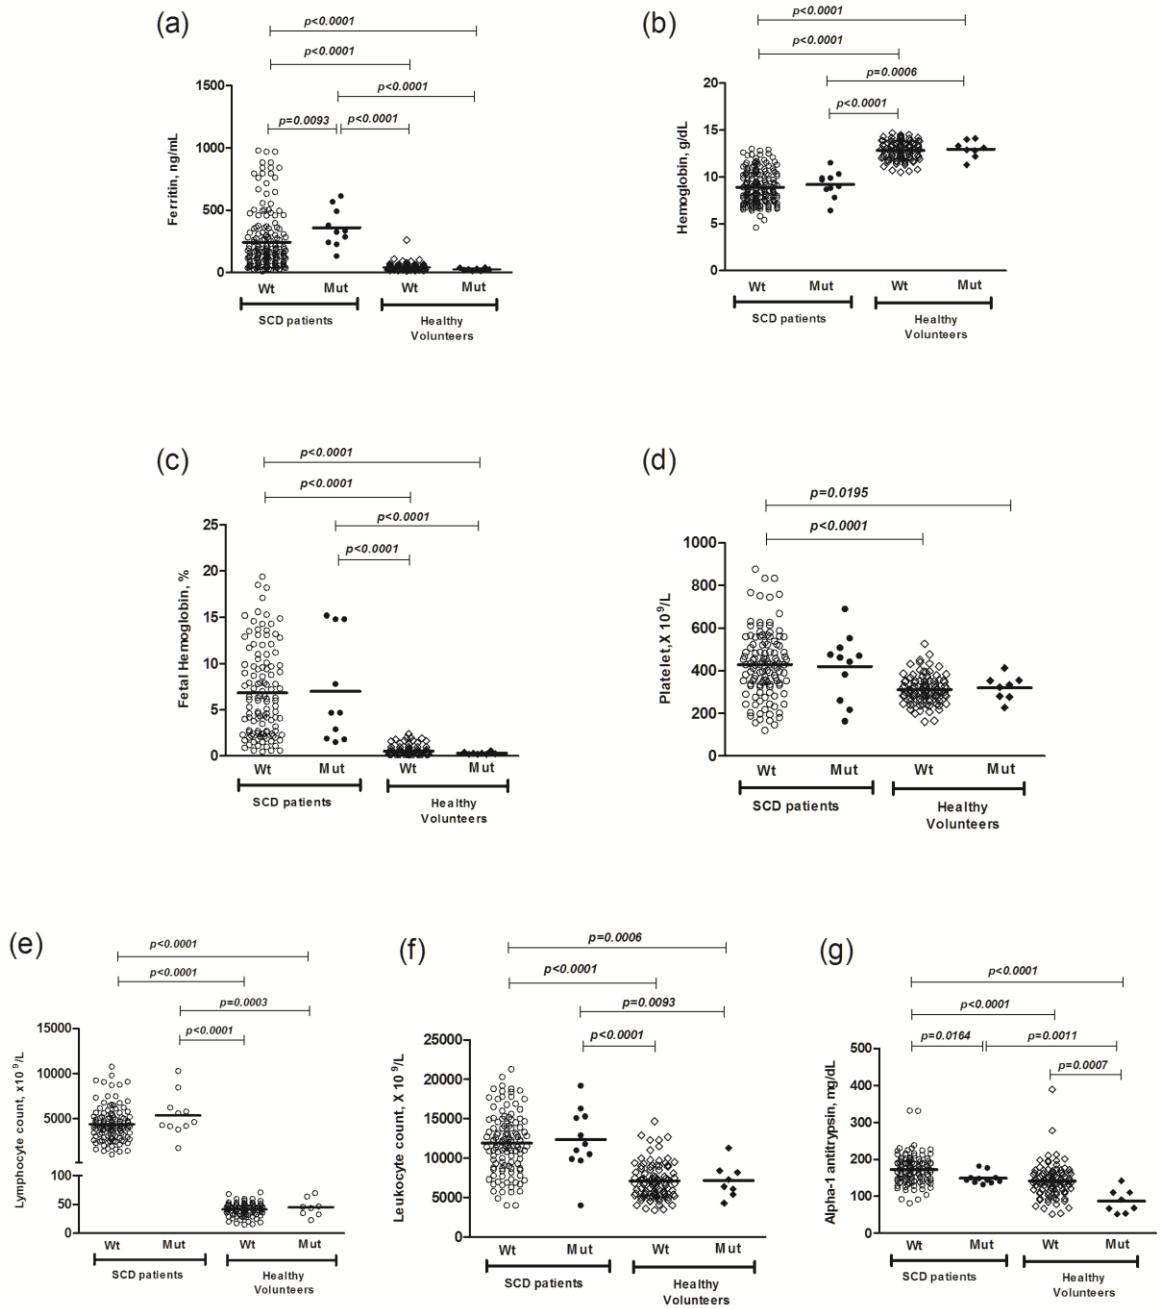 (a)
p<0.0001
p<0.0001
p<0.0001
p=0.0093
p<0.0001
Ferritin, ng/mL
1500
1000
500
0
Wt
Mut
Wt
Mut
SCD patients
Healthy
Volunteers
(b)
p<0.0001
p<0.0001
p=0.0006
p<0.0001
Hemoglobin, g/dL
20
15
10
5
0
Wt
Mut
Wt
Mut
SCD patients
Healthy
Volunteers
(c)
p<0.0001
p<0.0001
p<0.0001
p<0.0001
Fetal Hemoglobin, %
25
20
15
10
5
0
Wt
Mut
Wt
Mut
SCD patients
Healthy
Volunteers
(d)
p=0.0195
p<0.0001
Platelet,X 10⁹/L
1000
800
600
400
200
0
Wt
Mut
Wt
Mut
SCD patients
Healthy
Volunteers
(e)
p<0.0001
p<0.0001
p=0.0003
p<0.0001
Lymphocyte count, x10⁹/L
15000
10000
5000
100
50
0
Wt
Mut
Wt
Mut
SCD patients
Healthy
Volunteers
(f)
p=0.0006
p<0.0001
p=0.0093
p<0.0001
Leukocyte count, X 10⁹/L
25000
20000
15000
10000
5000
0
Wt
Mut
Wt
Mut
SCD patients
Healthy
Volunteers
(g)
p<0.0001
p<0.0001
p=0.0164
p=0.0011
p=0.0007
Alpha-1 antitrypsin, mg/dL
500
400
300
200
100
0
Wt
Mut
Wt
Mut
SCD patients
Healthy
Volunteers